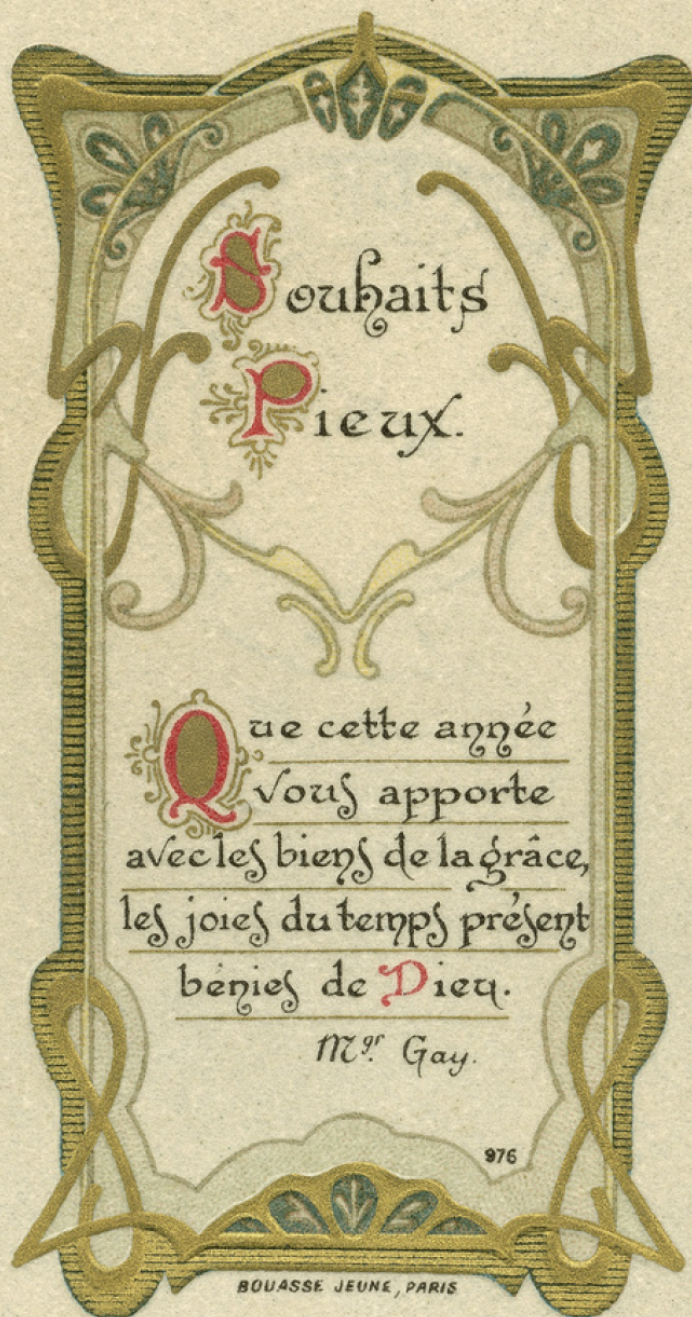 Souhaits
Pieux.
Que cette année
vous apporte
avec les biens de la grâce,
les joies du temps présent
bénies de Dieu.
Mgr. Gay.
976
BOUASSE JEUNE, PARIS